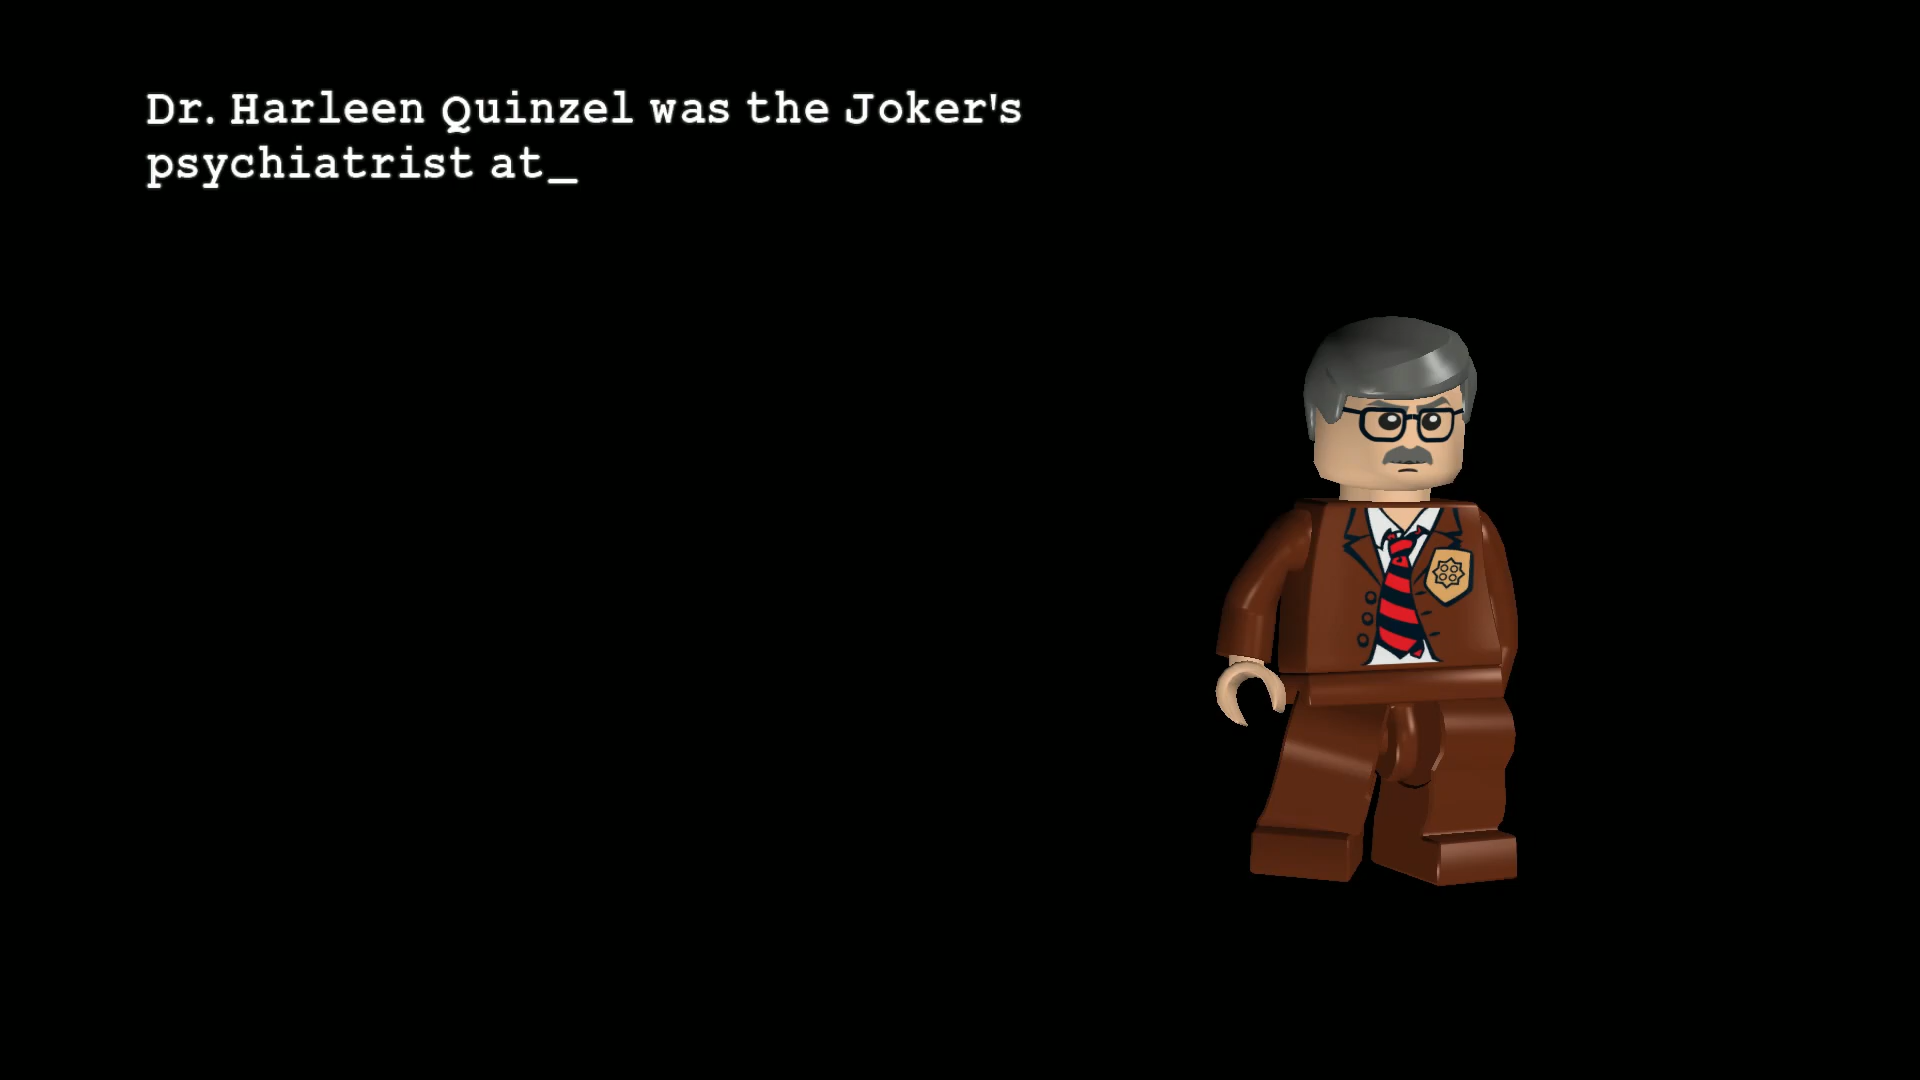 Dr. Harleen Quinzel was the Joker's
psychiatrist at_